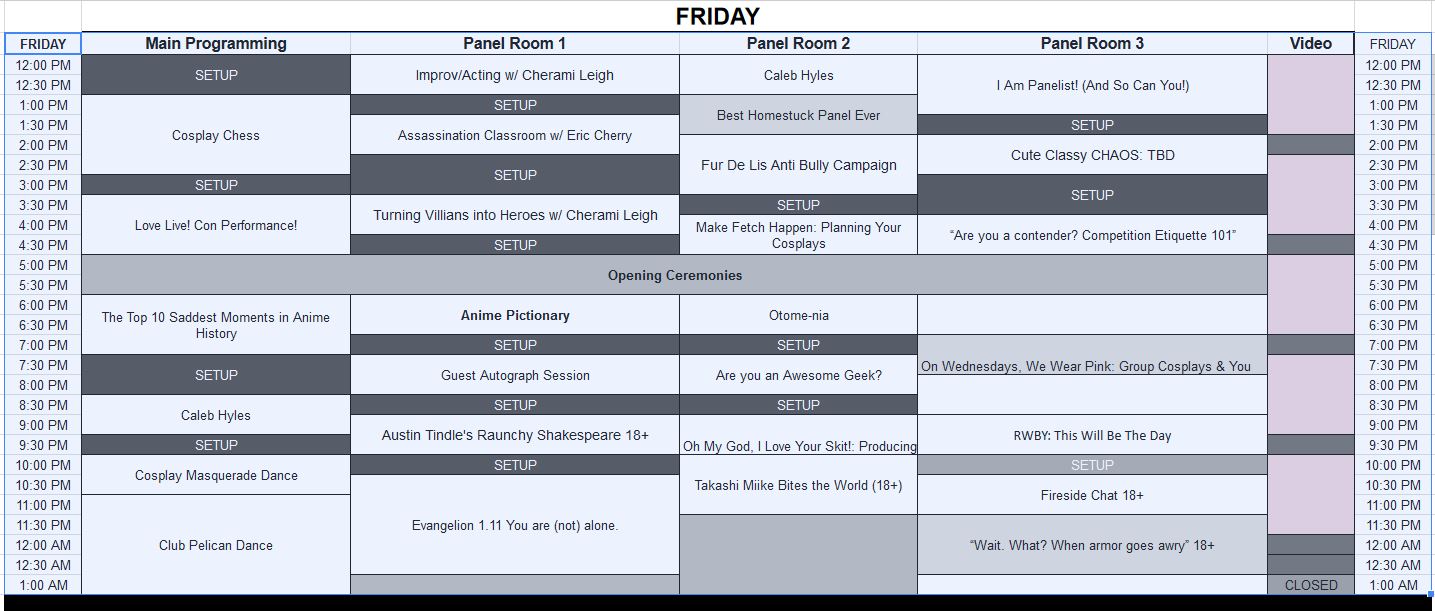 FRIDAY
FRIDAY Main Programming Panel Room 1 Panel Room 2 Panel Room 3 Video FRIDAY
12:00 PM SETUP Improv/Acting w/ Cherami Leigh Caleb Hyles I Am Panelist! (And So Can You!) 12:00 PM
12:30 PM 12:30 PM
1:00 PM Cosplay Chess SETUP Best Homestuck Panel Ever 1:00 PM
1:30 PM Assassination Classroom w/ Eric Cherry SETUP 1:30 PM
2:00 PM Fur De Lis Anti Bully Campaign Cute Classy CHAOS: TBD 2:00 PM
2:30 PM SETUP 2:30 PM
3:00 PM SETUP SETUP 3:00 PM
3:30 PM Love Live! Con Performance! Turning Villians into Heroes w/ Cherami Leigh SETUP 3:30 PM
4:00 PM Make Fetch Happen: Planning Your “Are you a contender? Competition Etiquette 101” 4:00 PM
Cosplays
4:30 PM SETUP 4:30 PM
5:00 PM Opening Ceremonies 5:00 PM
5:30 PM 5:30 PM
6:00 PM The Top 10 Saddest Moments in Anime Anime Pictionary Otome-nia 6:00 PM
History
6:30 PM 6:30 PM
7:00 PM SETUP SETUP 7:00 PM
7:30 PM SETUP Guest Autograph Session Are you an Awesome Geek? On Wednesdays, We Wear Pink: Group Cosplays & You 7:30 PM
8:00 PM 8:00 PM
8:30 PM Caleb Hyles SETUP SETUP 8:30 PM
9:00 PM Austin Tindle's Raunchy Shakespeare 18+ Oh My God, I Love Your Skit!: Producing RWBY: This Will Be The Day 9:00 PM
9:30 PM SETUP 9:30 PM
10:00 PM Cosplay Masquerade Dance SETUP Takashi Miike Bites the World (18+) SETUP 10:00 PM
10:30 PM Evangelion 1.11 You are (not) alone. Fireside Chat 18+ 10:30 PM
11:00 PM Club Pelican Dance 11:00 PM
11:30 PM “Wait. What? When armor goes awry” 18+ 11:30 PM
12:00 AM 12:00 AM
12:30 AM 12:30 AM
1:00 AM CLOSED 1:00 AM